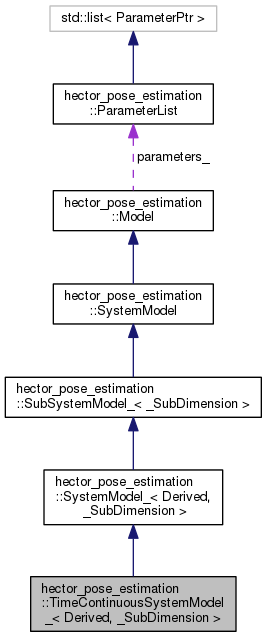 std::list< ParameterPtr >
hector_pose_estimation
::ParameterList
parameters_
hector_pose_estimation
::Model
hector_pose_estimation
::SystemModel
hector_pose_estimation
::SubSystemModel_< _SubDimension >
hector_pose_estimation
::SystemModel_< Derived,
_SubDimension >
hector_pose_estimation
::TimeContinuousSystemModel
_< Derived, _SubDimension >